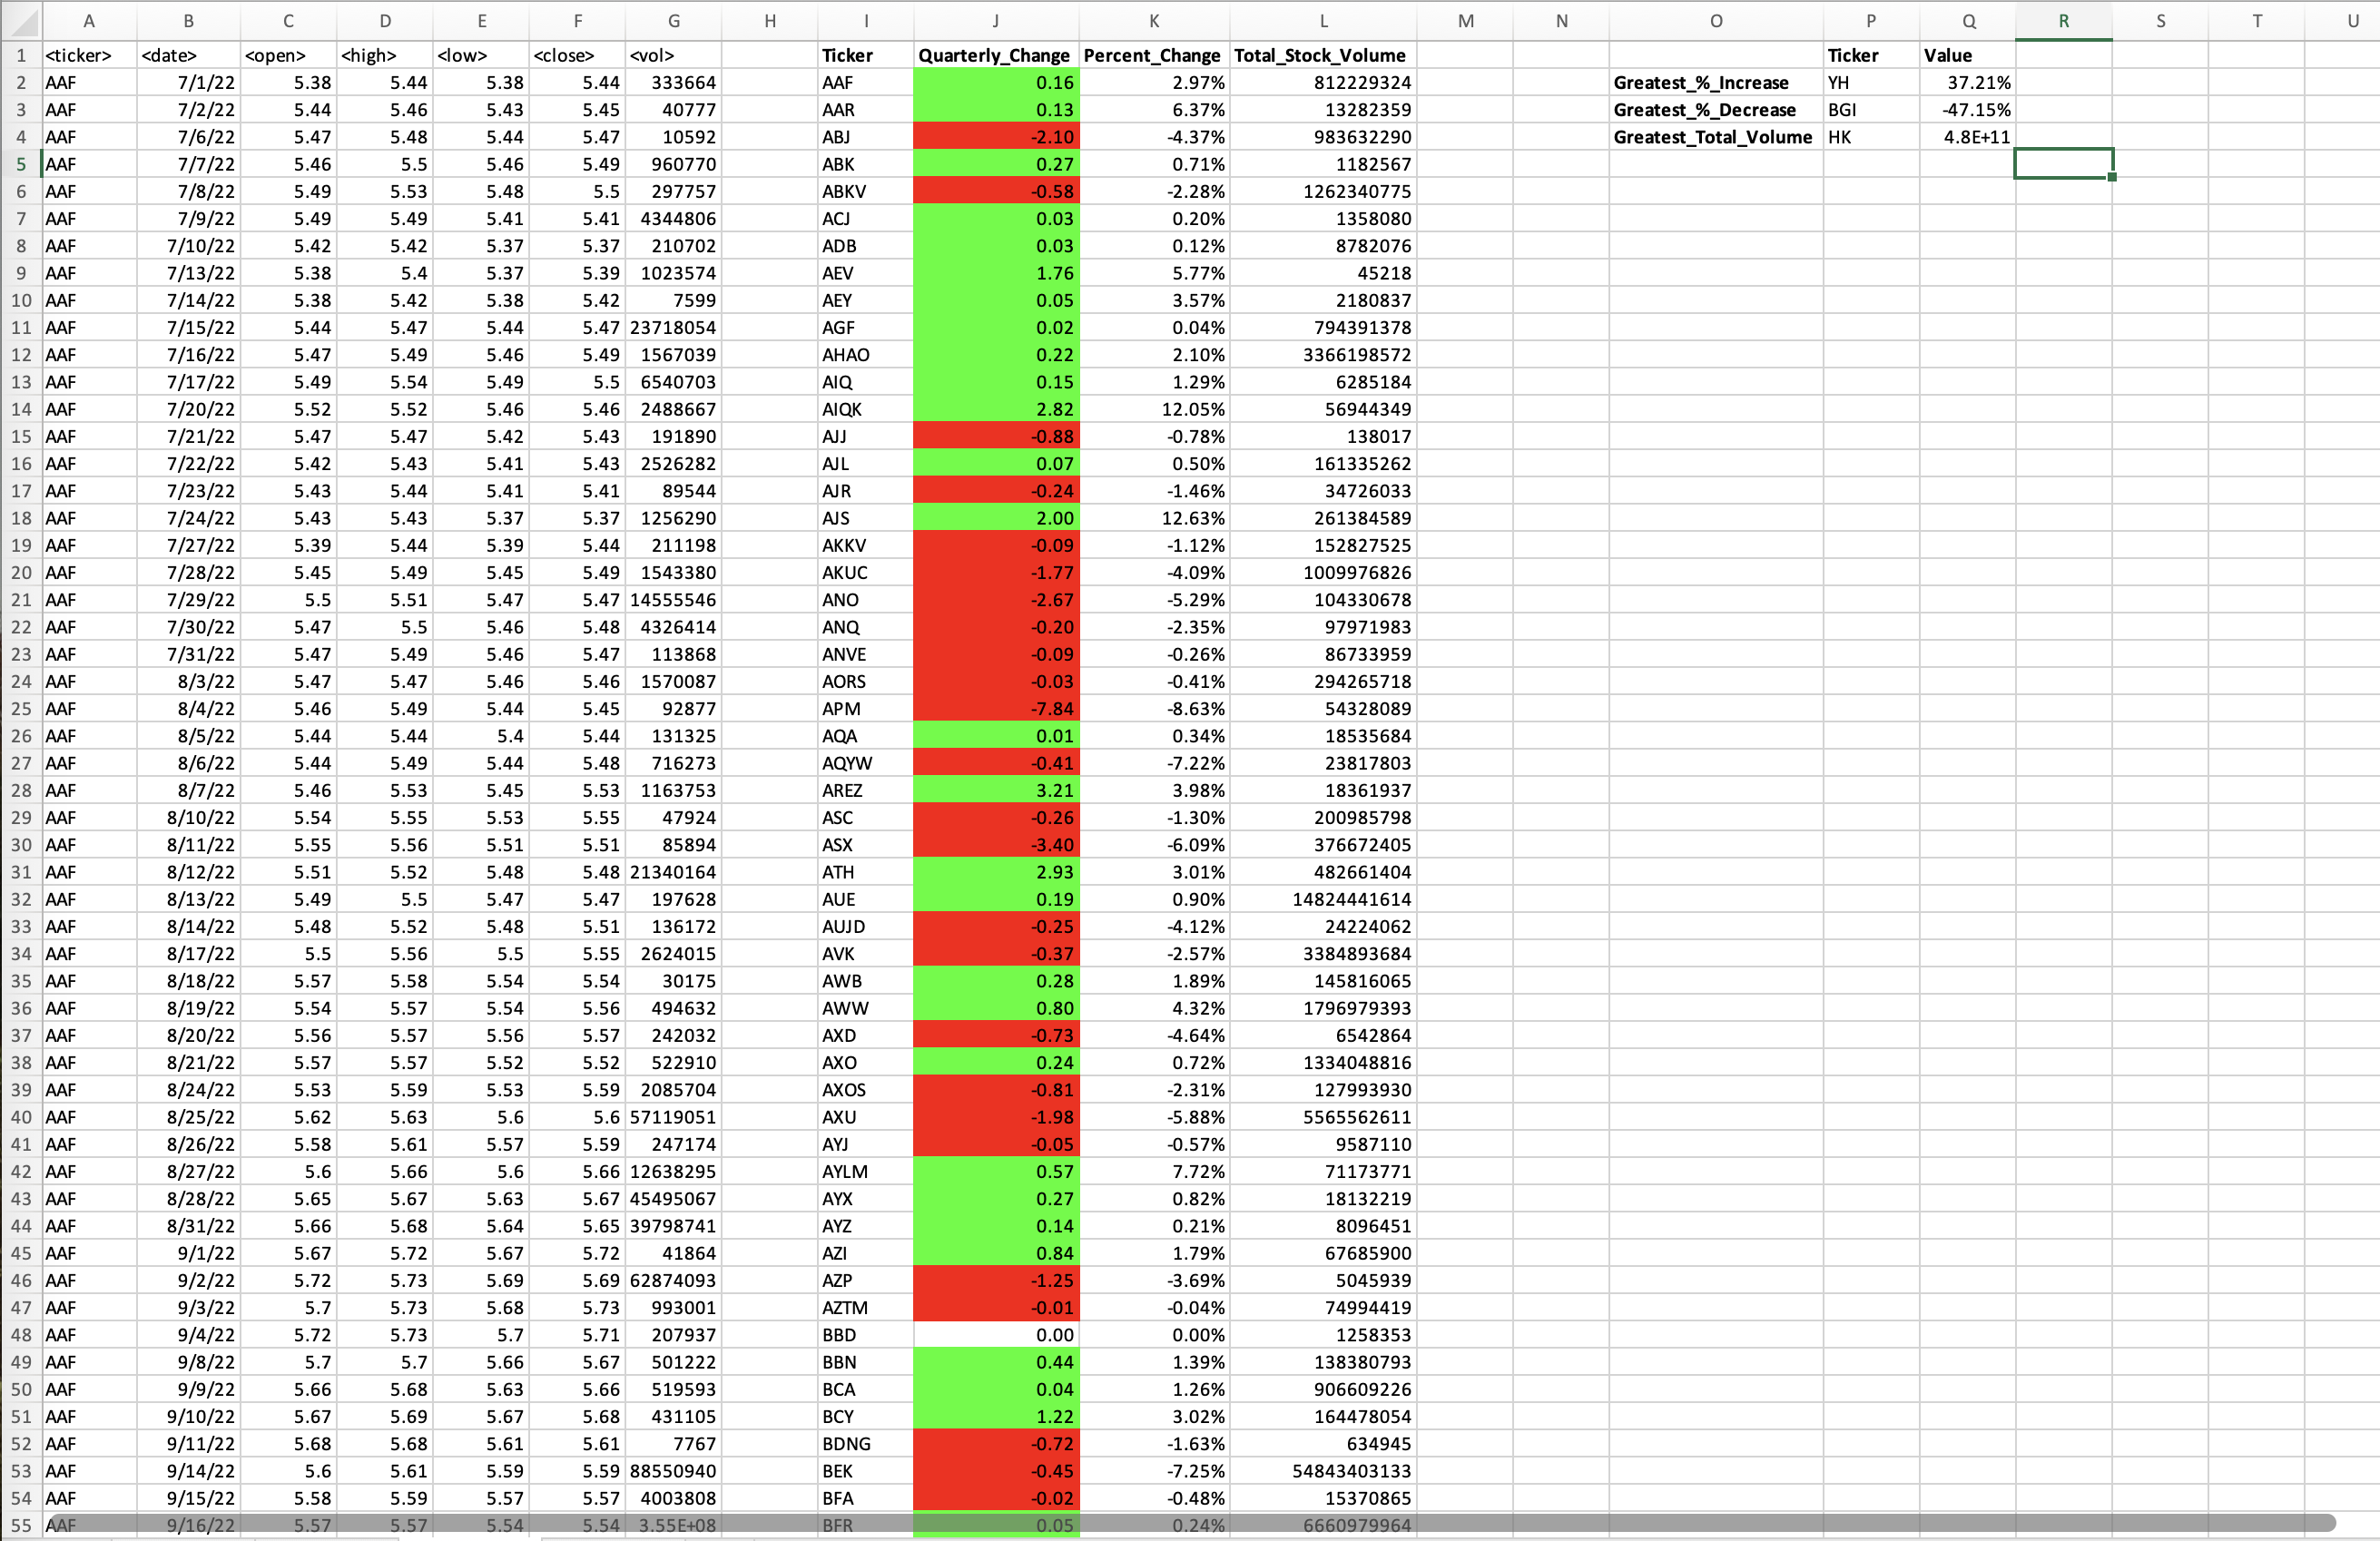 A B C D E F G H I J K L M N O P Q R S T U
1 <ticker> <date> <open> <high> <low> <close> <vol> Ticker Quarterly_Change Percent_Change Total_Stock_Volume Ticker Value
2 AAF 7/1/22 5.38 5.44 5.38 5.44 333664 AAF 0.16 2.97% 812229324 Greatest_%_Increase YH 37.21%
3 AAF 7/2/22 5.44 5.46 5.43 5.45 40777 AAR 0.13 6.37% 13282359 Greatest_%_Decrease BGI -47.15%
4 AAF 7/6/22 5.47 5.48 5.44 5.47 10592 ABJ -2.10 -4.37% 983632290 Greatest_Total_Volume HK 4.8E+11
5 AAF 7/7/22 5.46 5.5 5.46 5.49 960770 ABK 0.27 0.71% 1182567
6 AAF 7/8/22 5.49 5.53 5.48 5.5 297757 ABKV -0.58 -2.28% 1262340775
7 AAF 7/9/22 5.49 5.49 5.41 5.41 4344806 ACJ 0.03 0.20% 1358080
8 AAF 7/10/22 5.42 5.42 5.37 5.37 210702 ADB 0.03 0.12% 8782076
9 AAF 7/13/22 5.38 5.4 5.37 5.39 1023574 AEV 1.76 5.77% 45218
10 AAF 7/14/22 5.38 5.42 5.38 5.42 7599 AEY 0.05 3.57% 2180837
11 AAF 7/15/22 5.44 5.47 5.44 5.47 23718054 AGF 0.02 0.04% 794391378
12 AAF 7/16/22 5.47 5.49 5.46 5.49 1567039 AHAO 0.22 2.10% 3366198572
13 AAF 7/17/22 5.49 5.54 5.49 5.5 6540703 AIQ 0.15 1.29% 6285184
14 AAF 7/20/22 5.52 5.52 5.46 5.46 2488667 AIQK 2.82 12.05% 56944349
15 AAF 7/21/22 5.47 5.47 5.42 5.43 191890 AJJ -0.88 -0.78% 138017
16 AAF 7/22/22 5.42 5.43 5.41 5.43 2526282 AJL 0.07 0.50% 161335262
17 AAF 7/23/22 5.43 5.44 5.41 5.41 89544 AJR -0.24 -1.46% 34726033
18 AAF 7/24/22 5.43 5.43 5.37 5.37 1256290 AJS 2.00 12.63% 261384589
19 AAF 7/27/22 5.39 5.44 5.39 5.44 211198 AKKV -0.09 -1.12% 152827525
20 AAF 7/28/22 5.45 5.49 5.45 5.49 1543380 AKUC -1.77 -4.09% 1009976826
21 AAF 7/29/22 5.5 5.51 5.47 5.47 14555546 ANO -2.67 -5.29% 104330678
22 AAF 7/30/22 5.47 5.5 5.46 5.48 4326414 ANQ -0.20 -2.35% 97971983
23 AAF 7/31/22 5.47 5.49 5.46 5.47 113868 ANVE -0.09 -0.26% 86733959
24 AAF 8/3/22 5.47 5.47 5.46 5.46 1570087 AORS -0.03 -0.41% 294265718
25 AAF 8/4/22 5.46 5.49 5.44 5.45 92877 APM -7.84 -8.63% 54328089
26 AAF 8/5/22 5.44 5.44 5.4 5.44 131325 AQA 0.01 0.34% 18535684
27 AAF 8/6/22 5.44 5.49 5.44 5.48 716273 AQYW -0.41 -7.22% 23817803
28 AAF 8/7/22 5.46 5.53 5.45 5.53 1163753 AREZ 3.21 3.98% 18361937
29 AAF 8/10/22 5.54 5.55 5.53 5.55 47924 ASC -0.26 -1.30% 200985798
30 AAF 8/11/22 5.55 5.56 5.51 5.51 85894 ASX -3.40 -6.09% 376672405
31 AAF 8/12/22 5.51 5.52 5.48 5.48 21340164 ATH 2.93 3.01% 482661404
32 AAF 8/13/22 5.49 5.5 5.47 5.47 197628 AUE 0.19 0.90% 14824441614
33 AAF 8/14/22 5.48 5.52 5.48 5.51 136172 AUJD -0.25 -4.12% 24224062
34 AAF 8/17/22 5.5 5.56 5.5 5.55 2624015 AVK -0.37 -2.57% 3384893684
35 AAF 8/18/22 5.57 5.58 5.54 5.54 30175 AWB 0.28 1.89% 145816065
36 AAF 8/19/22 5.54 5.57 5.54 5.56 494632 AWW 0.80 4.32% 1796979393
37 AAF 8/20/22 5.56 5.57 5.56 5.57 242032 AXD -0.73 -4.64% 6542864
38 AAF 8/21/22 5.57 5.57 5.52 5.52 522910 AXO 0.24 0.72% 1334048816
39 AAF 8/24/22 5.53 5.59 5.53 5.59 2085704 AXOS -0.81 -2.31% 127993930
40 AAF 8/25/22 5.62 5.63 5.6 5.6 57119051 AXU -1.98 -5.88% 5565562611
41 AAF 8/26/22 5.58 5.61 5.57 5.59 247174 AYJ -0.05 -0.57% 9587110
42 AAF 8/27/22 5.6 5.66 5.6 5.66 12638295 AYLM 0.57 7.72% 71173771
43 AAF 8/28/22 5.65 5.67 5.63 5.67 45495067 AYX 0.27 0.82% 18132219
44 AAF 8/31/22 5.66 5.68 5.64 5.65 39798741 AYZ 0.14 0.21% 8096451
45 AAF 9/1/22 5.67 5.72 5.67 5.72 41864 AZI 0.84 1.79% 67685900
46 AAF 9/2/22 5.72 5.73 5.69 5.69 62874093 AZP -1.25 -3.69% 5045939
47 AAF 9/3/22 5.7 5.73 5.68 5.73 993001 AZTM -0.01 -0.04% 74994419
48 AAF 9/4/22 5.72 5.73 5.7 5.71 207937 BBD 0.00 0.00% 1258353
49 AAF 9/8/22 5.7 5.7 5.66 5.67 501222 BBN 0.44 1.39% 138380793
50 AAF 9/9/22 5.66 5.68 5.63 5.66 519593 BCA 0.04 1.26% 906609226
51 AAF 9/10/22 5.67 5.69 5.67 5.68 431105 BCY 1.22 3.02% 164478054
52 AAF 9/11/22 5.68 5.68 5.61 5.61 7767 BDNG -0.72 -1.63% 634945
53 AAF 9/14/22 5.6 5.61 5.59 5.59 88550940 BEK -0.45 -7.25% 54843403133
54 AAF 9/15/22 5.58 5.59 5.57 5.57 4003808 BFA -0.02 -0.48% 15370865
55 AAF 9/16/22 5.57 5.57 5.54 5.54 3.55E+08 BFR 0.05 0.24% 6660979964